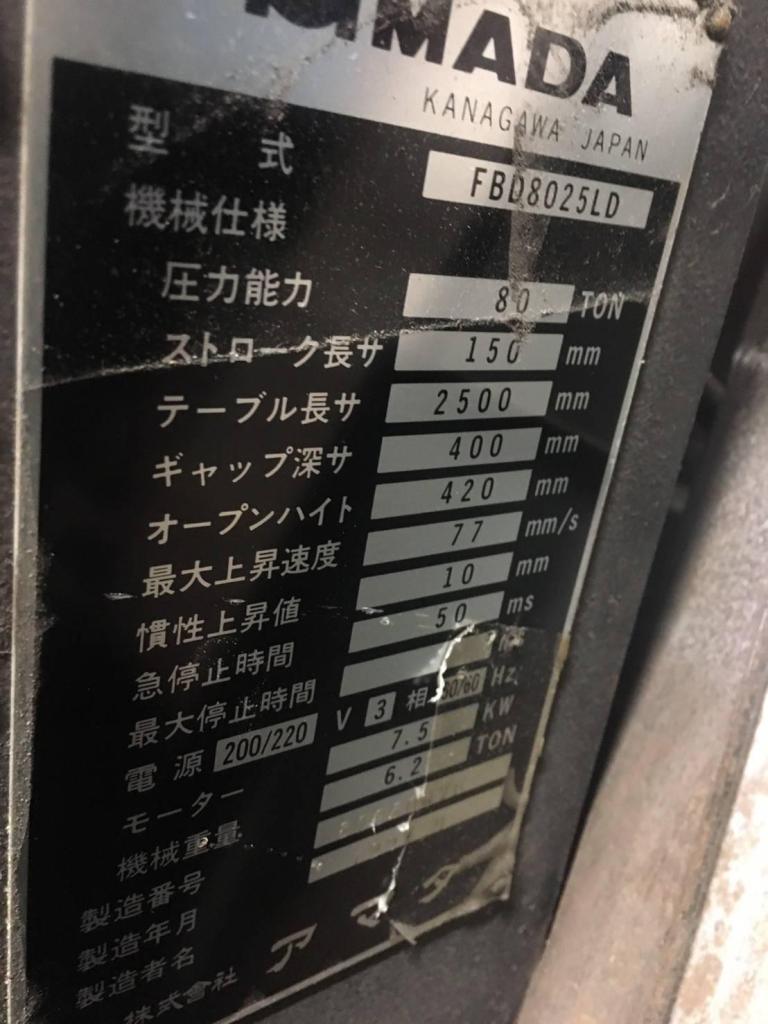 AMADA
KANAGAWA JAPAN
型 式 FBD8025LD
機械仕様
圧力能力 80 TON
ストローク長サ 150 mm
テーブル長サ 2500 mm
ギャップ深サ 400 mm
オープンハイト 420 mm
最大上昇速度 77 mm/s
慣性上昇値 10 mm
急停止時間 50 ms
最大停止時間
電 源 200/220 V 3 相 Hz
モーター 7.5 KW
機械重量 6.2 TON
製造番号
製造年月
製造者名
株式会社 アマダ